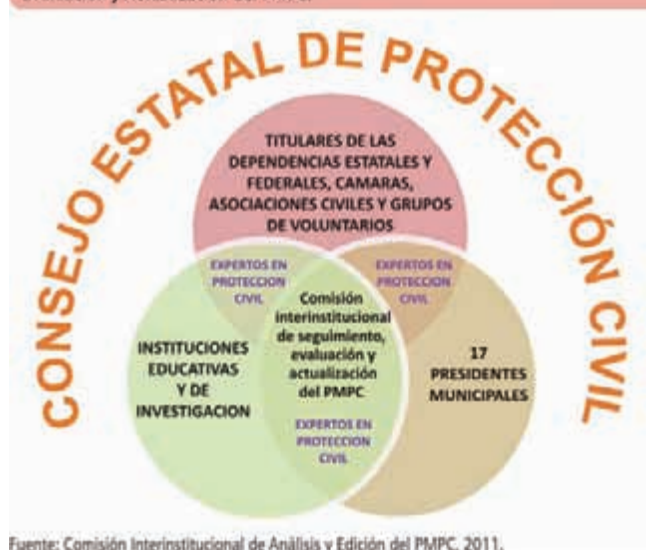 CONSEJO ESTATAL DE PROTECCIÓN CIVIL
TITULARES DE LAS
DEPENDENCIAS ESTATALES Y
FEDERALES, CAMARAS,
ASOCIACIONES CIVILES Y GRUPOS
DE VOLUNTARIOS
EXPERTOS EN
PROTECCION
CIVIL
EXPERTOS EN
PROTECCION
CIVIL
Comisión
interinstitucional
de seguimiento,
evaluación y
actualización
del PMPC
EXPERTOS EN
PROTECCION
CIVIL
INSTITUCIONES
EDUCATIVAS
Y DE
INVESTIGACION
17
PRESIDENTES
MUNICIPALES
Fuente: Comisión Interinstitucional de Análisis y Edición del PMPC, 2011.